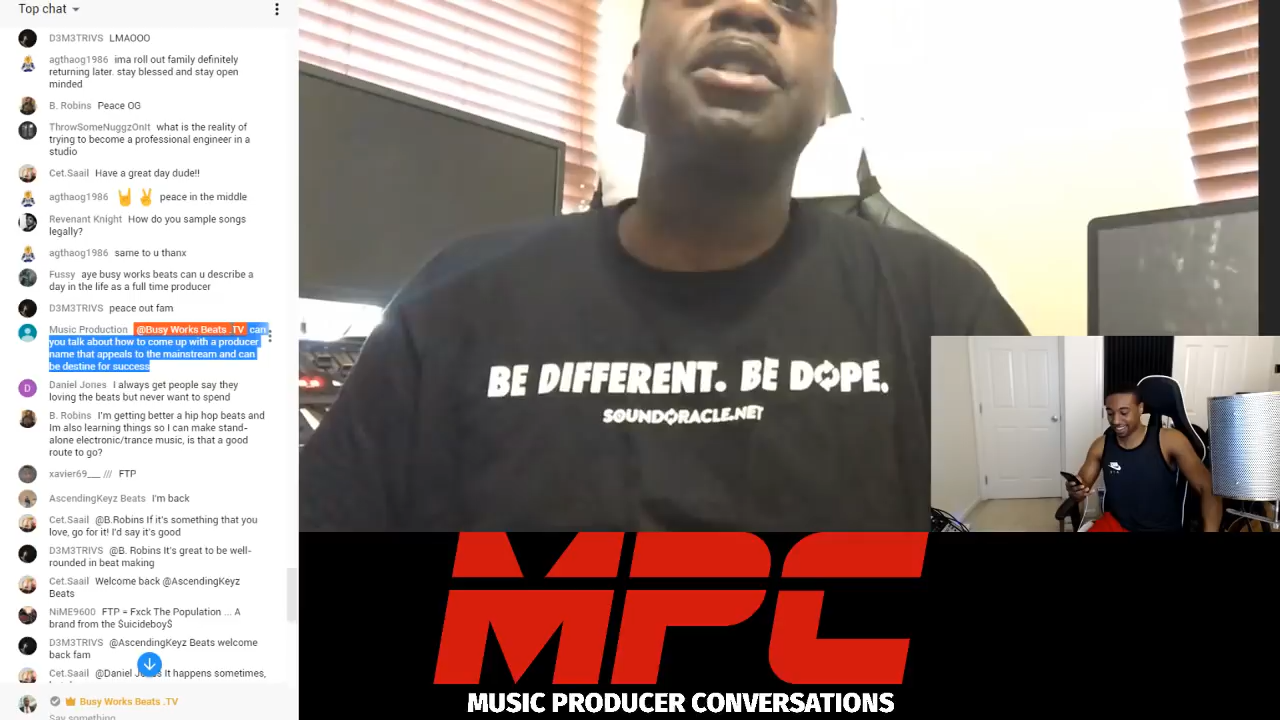 Top chat
D3M3TRIVS LMAOOO
agthaog1986 ima roll out family definitely
returning later. stay blessed and stay open
minded
B. Robins Peace OG
ThrowSomeNuggzOnIt what is the reality of
trying to become a professional engineer in a
studio
Cet.Saail Have a great day dude!!
agthaog1986 🤘 ✌ peace in the middle
Revenant Knight How do you sample songs
legally?
agthaog1986 same to u thanx
Fussy aye busy works beats can u describe a
day in the life as a full time producer
D3M3TRIVS peace out fam
Music Production @Busy Works Beats .TV can
you talk about how to come up with a producer
name that appeals to the mainstream and can
be destine for success
D
Daniel Jones I always get people say they
loving the beats but never want to spend
B. Robins I'm getting better a hip hop beats and
Im also learning things so I can make stand-
alone electronic/trance music, is that a good
route to go?
xavier69___ /// FTP
AscendingKeyz Beats I'm back
Cet.Saail @B.Robins If it's something that you
love, go for it! I'd say it's good
D3M3TRIVS @B. Robins It's great to be well-
rounded in beat making
Cet.Saail Welcome back @AscendingKeyz
Beats
NiME9600 FTP = Fxck The Population ... A
brand from the $uicideboy$
D3M3TRIVS @AscendingKeyz Beats welcome
back fam
Cet.Saail @Daniel It happens sometimes,
Busy Works Beats .TV
Say something
BE DIFFERENT. BE DOPE.
SOUNDORACLE.NET
MPC
MUSIC PRODUCER CONVERSATIONS